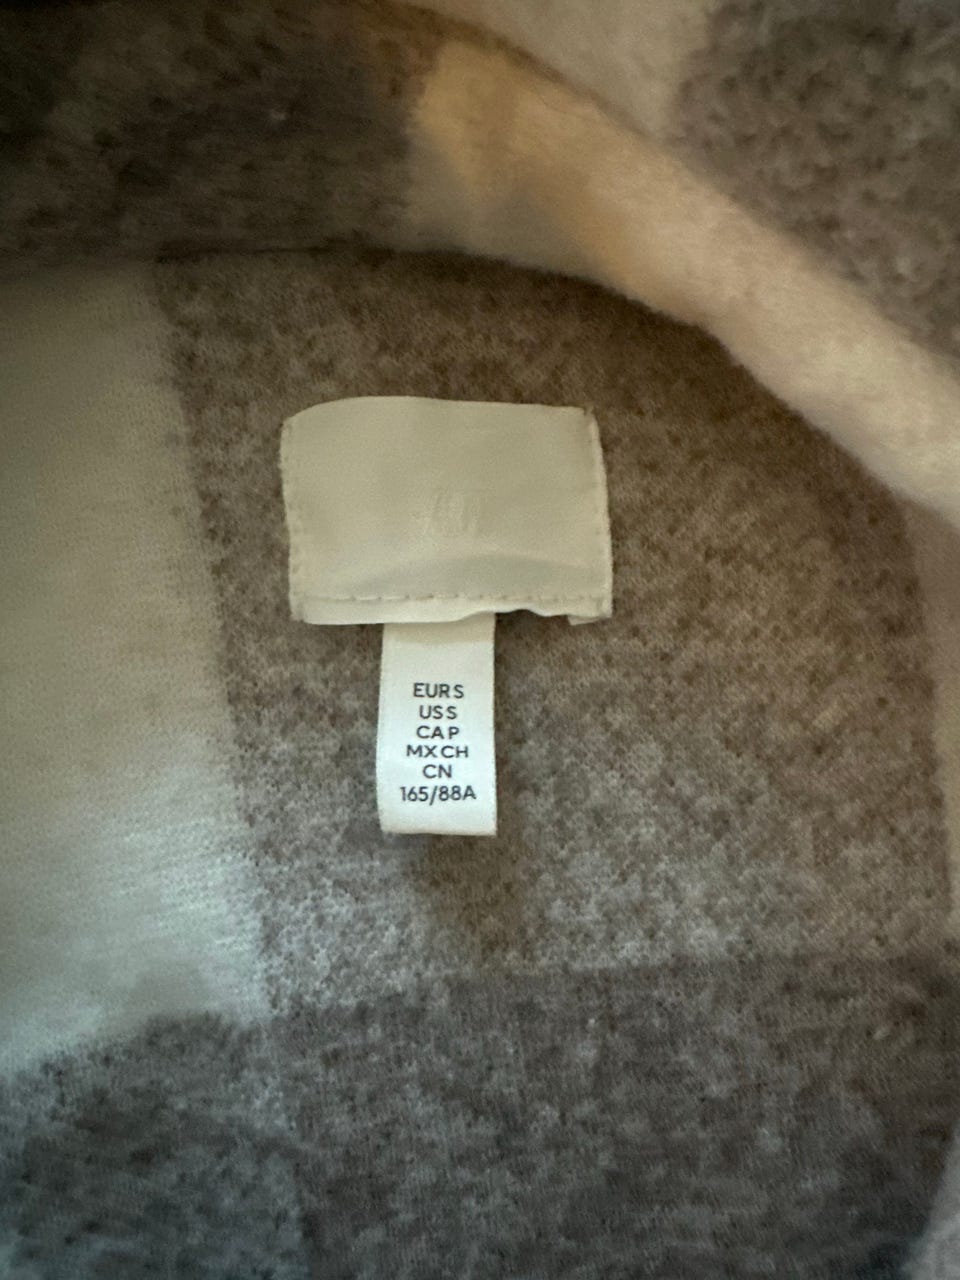 H&M
EUR S
US S
CA P
MX CH
CN
165/88A